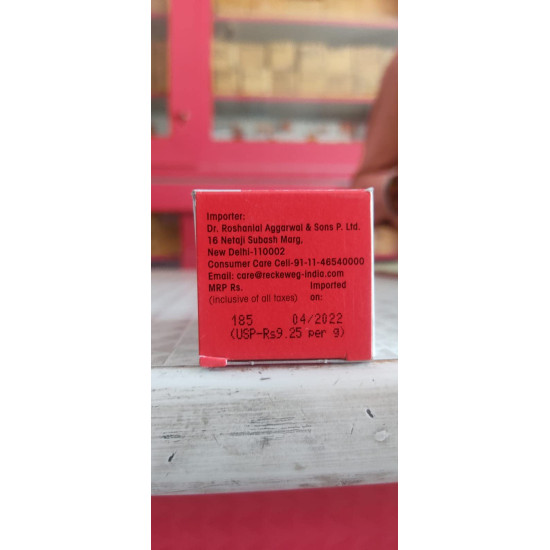 Importer:
Dr. Roshanlal Aggarwal & Sons P. Ltd.
16 Netaji Subash Marg,
New Delhi-110002
Consumer Care Cell-91-11-46540000
Email: care@reckeweg-india.com
MRP Rs. Imported
(inclusive of all taxes) on:
185 04/2022
(USP-Rs9.25 per g)